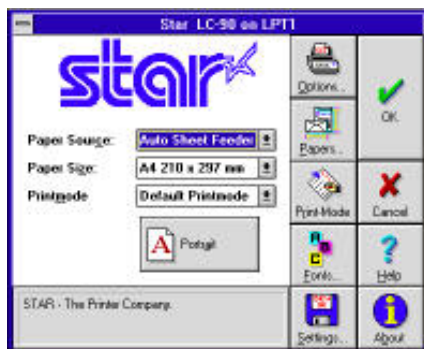 Star LC-90 on LPT1
star
Paper Source: Auto Sheet Feeder
Paper Size: A4 210 x 297 mm
Printmode Default Printmode
A Portrait
STAR - The Printer Company.
Options...
OK
Papers...
Print-Mode
Cancel
Fonts...
Help
Settings...
About